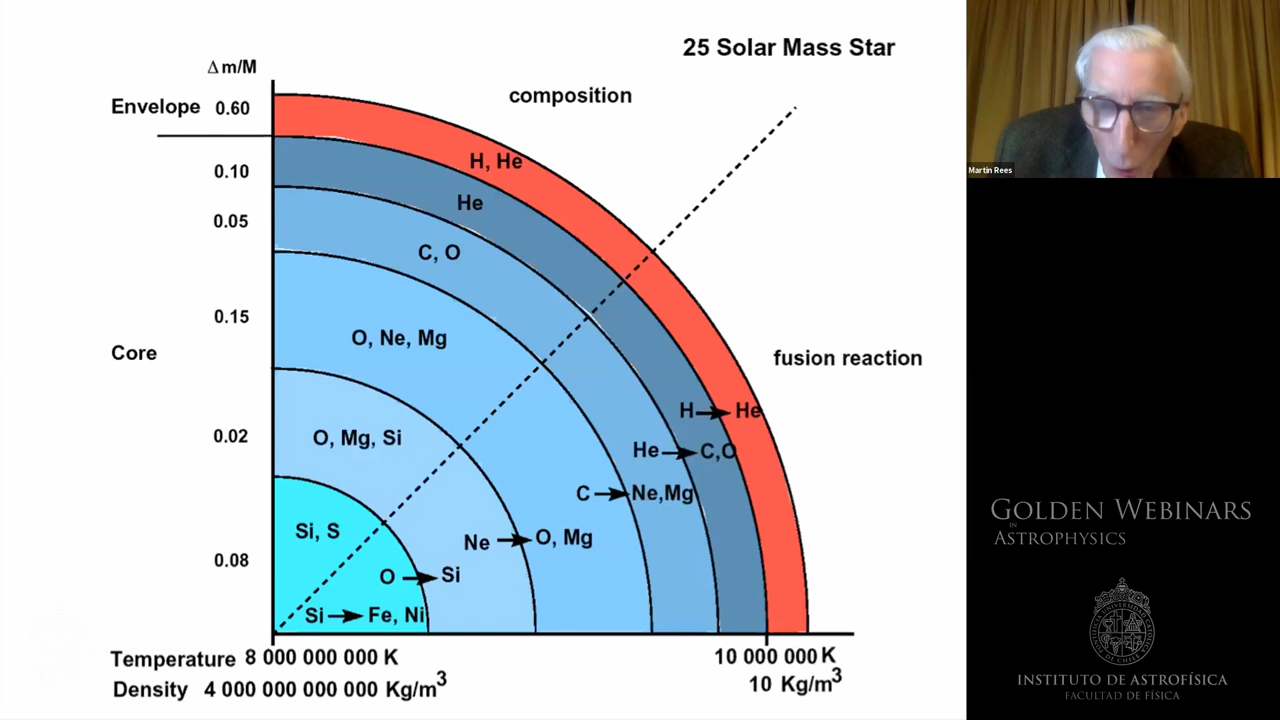 25 Solar Mass Star
Δm/M
composition
Envelope 0.60
H, He
0.10
He
0.05
C, O
0.15
O, Ne, Mg
Core
fusion reaction
H → He
He → C,O
0.02
O, Mg, Si
C → Ne,Mg
Si, S
Ne → O, Mg
0.08
O → Si
Si → Fe, Ni
Temperature 8 000 000 000 K
10 000 000 K
Density 4 000 000 000 000 Kg/m³
10 Kg/m³
Martin Rees
GOLDEN WEBINARS
IN
ASTROPHYSICS
INSTITUTO DE ASTROFÍSICA
FACULTAD DE FÍSICA